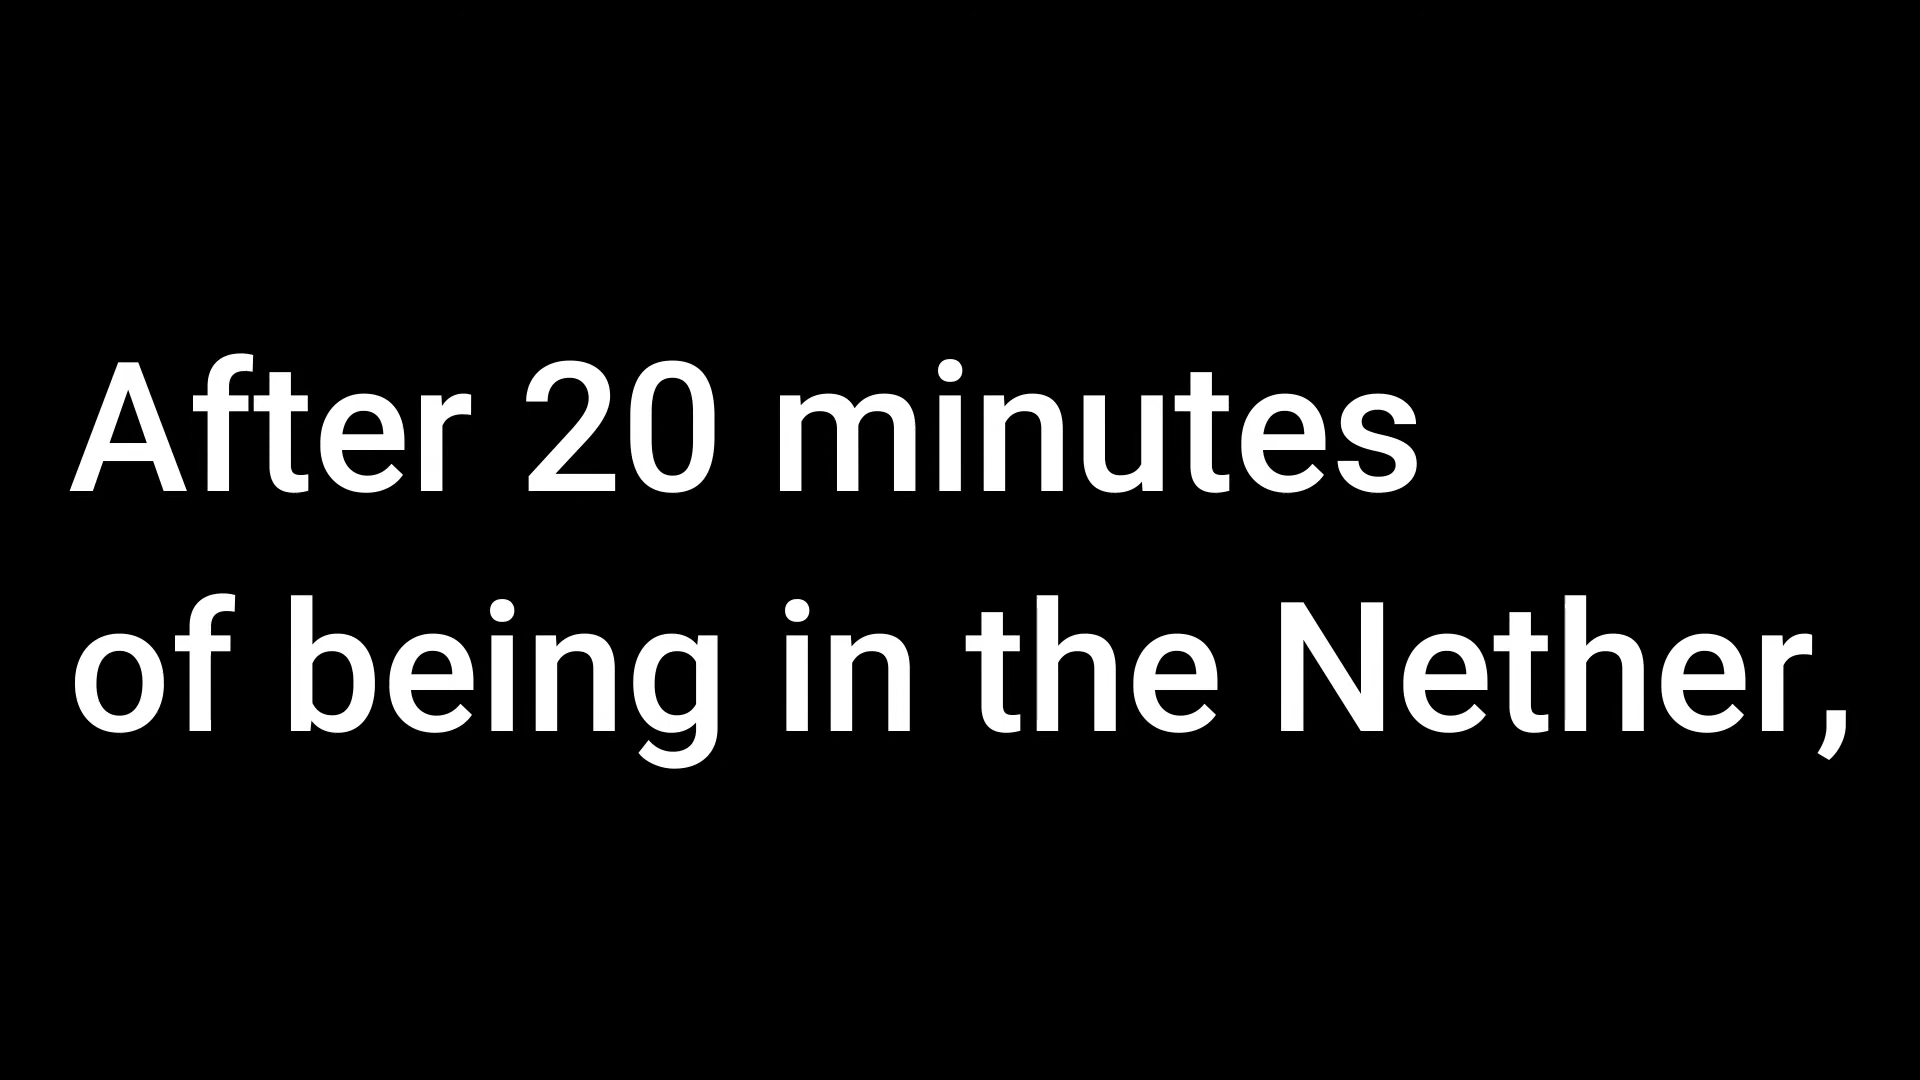 After 20 minutes
of being in the Nether,